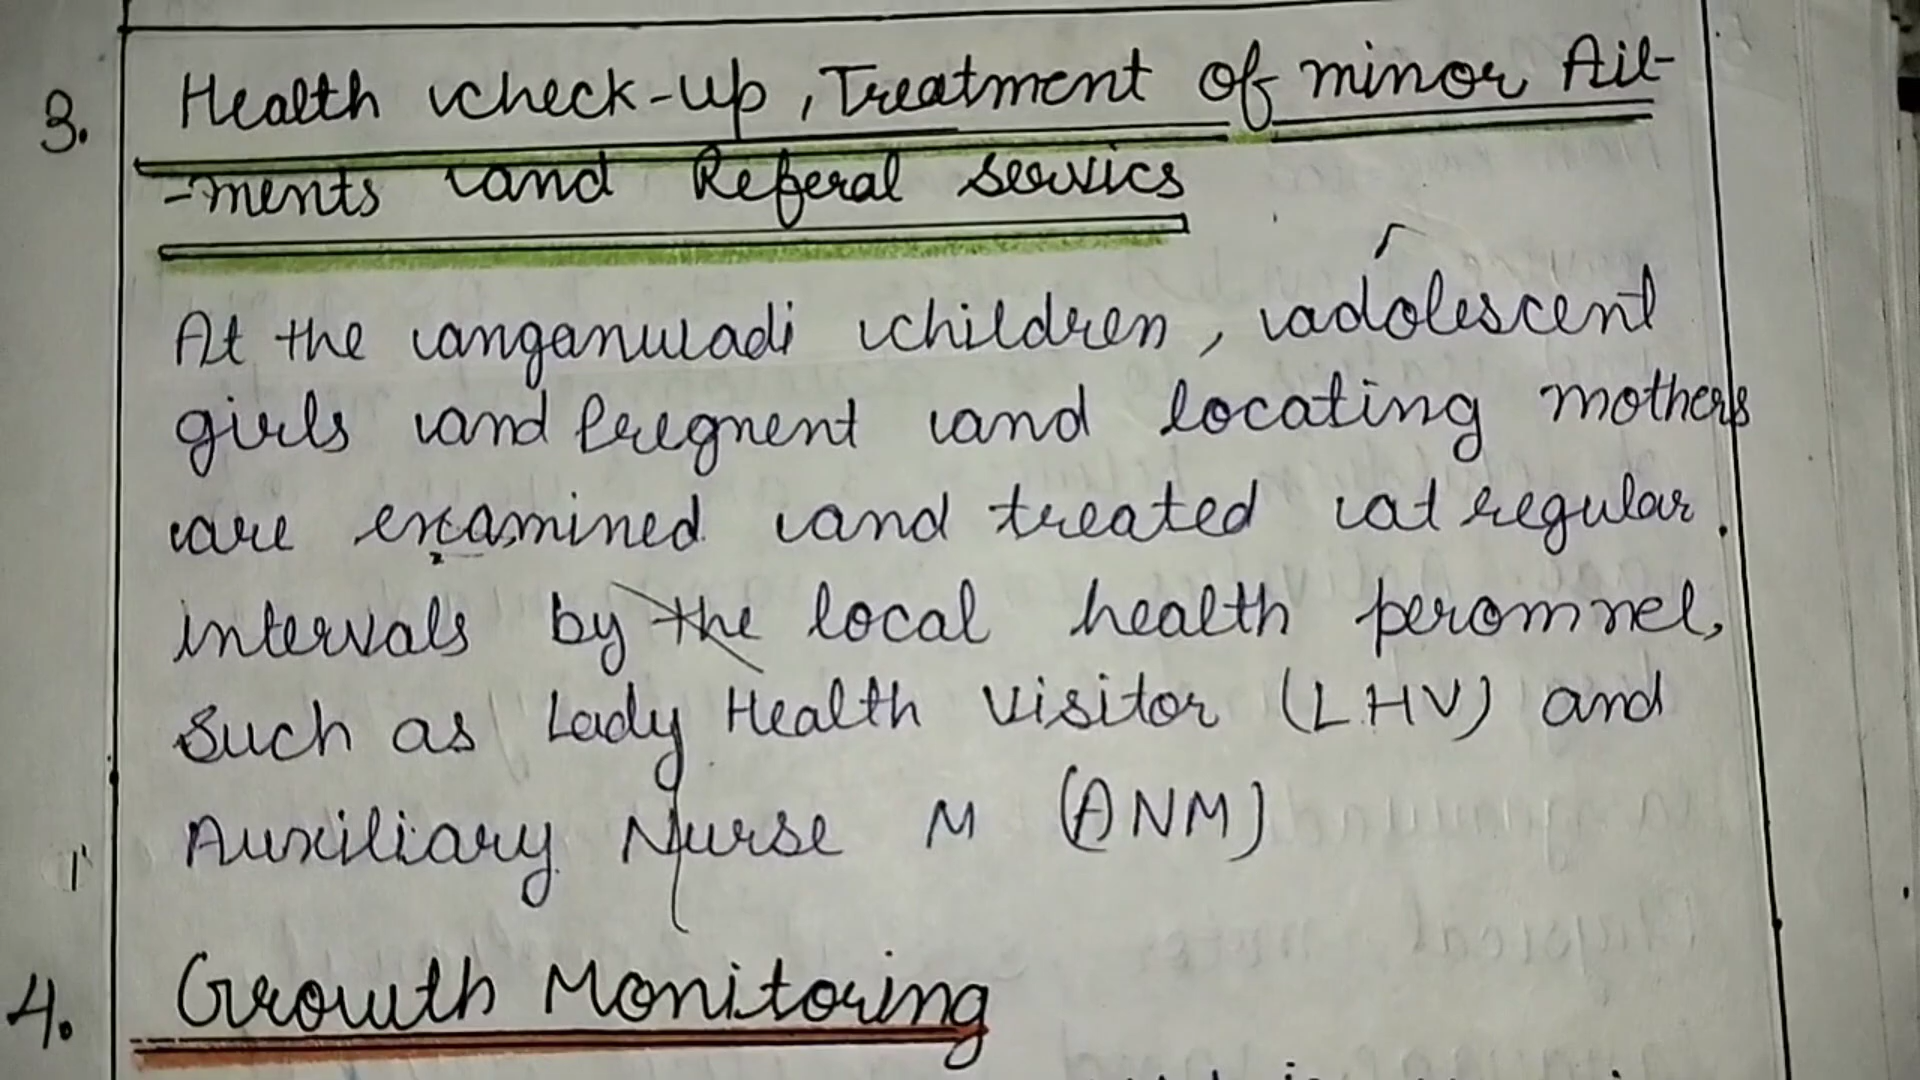 3. Health check-up, Treatment of minor Ail-
-ments and Referal servics
At the anganwadi children, adolescent
girls and Pregnent and locating mothers
are examined and treated at regular
intervals by the local health peromnel,
Such as Lady Health Visitor (LHV) and
Auxiliary Nurse M (ANM)
4. Growth Monitoring